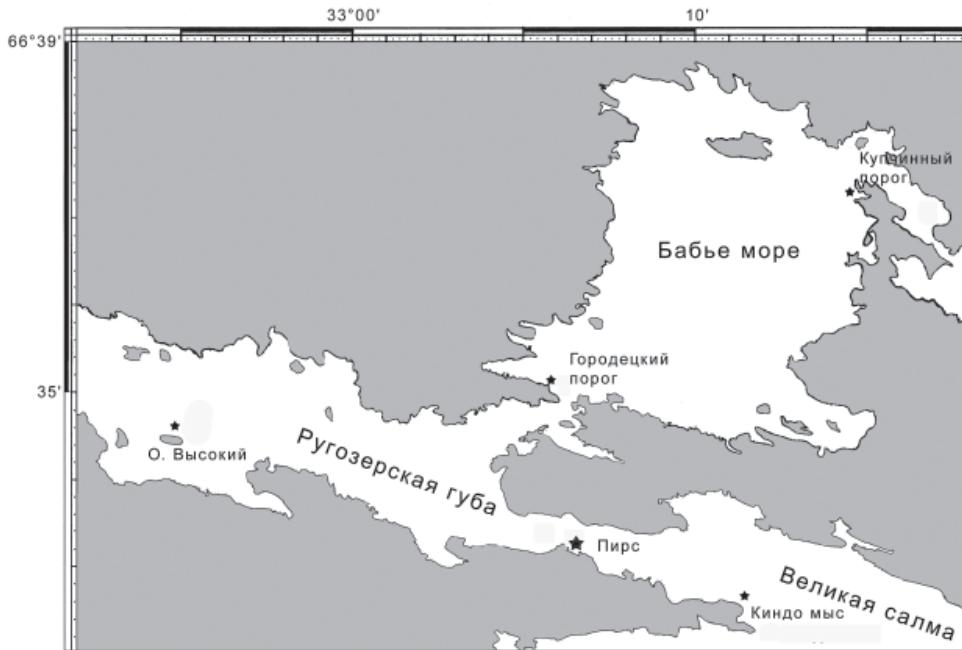 33°00'
10'
66°39'
Купчинный
порог
Бабье море
Городецкий
порог
35'
О. Высокий
Ругозерская губа
Пирс
Великая салма
Киндо мыс